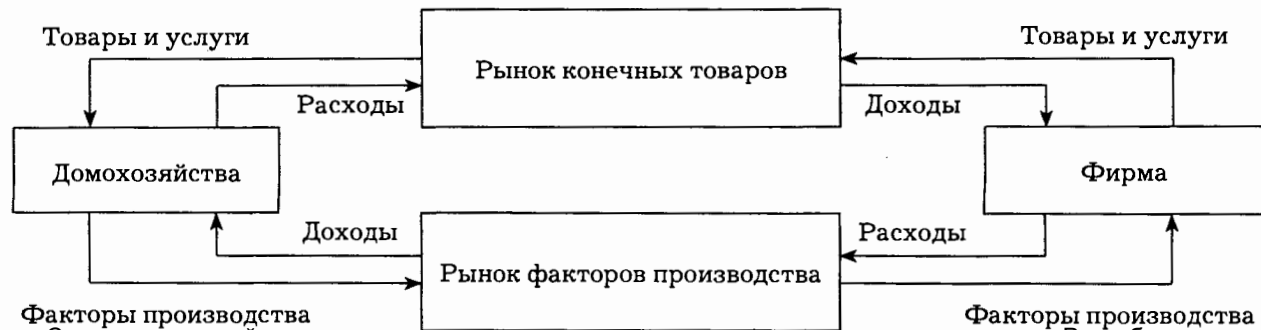 Товары и услуги
Товары и услуги
Рынок конечных товаров
Расходы
Доходы
Домохозяйства
Фирма
Доходы
Расходы
Рынок факторов производства
Факторы производства
Факторы производства